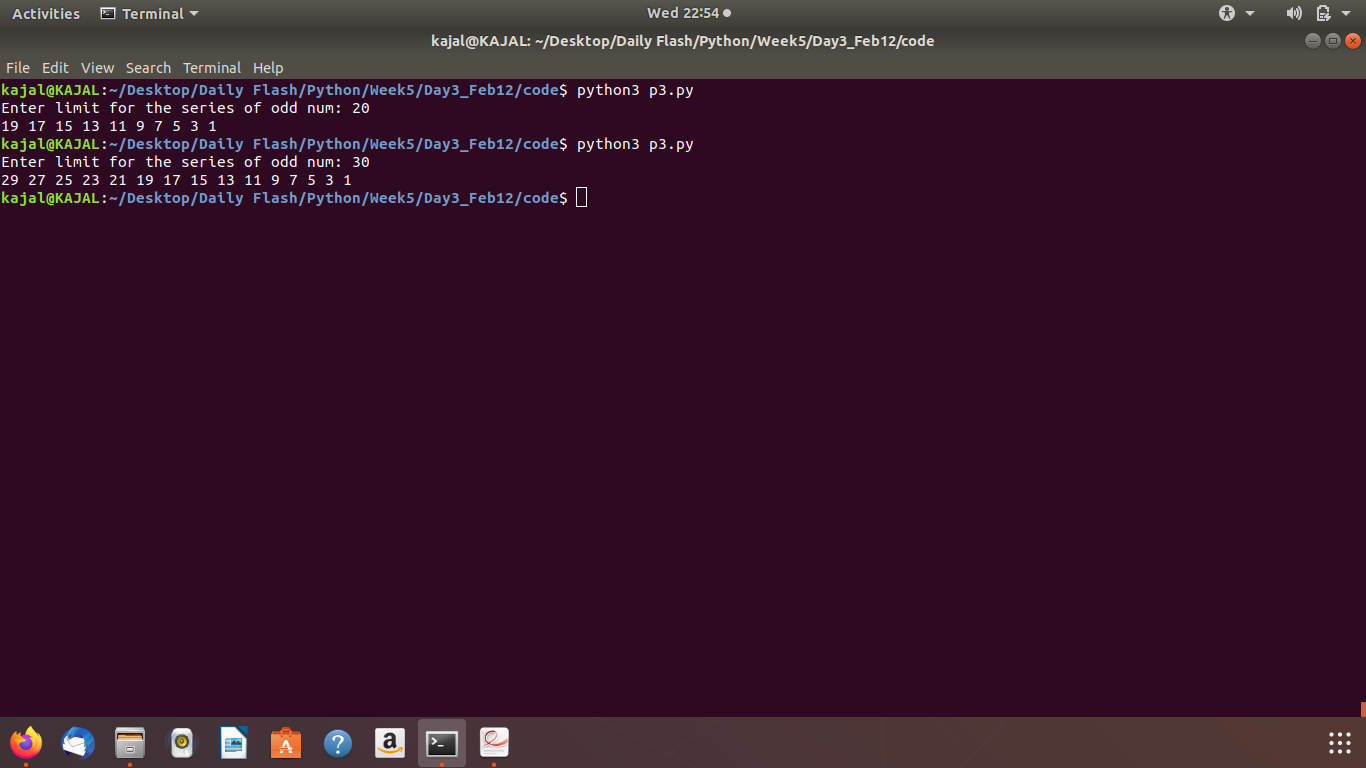 Activities Terminal Wed 22:54
kajal@KAJAL: ~/Desktop/Daily Flash/Python/Week5/Day3_Feb12/code
File Edit View Search Terminal Help
kajal@KAJAL:~/Desktop/Daily Flash/Python/Week5/Day3_Feb12/code$ python3 p3.py
Enter limit for the series of odd num: 20
19 17 15 13 11 9 7 5 3 1
kajal@KAJAL:~/Desktop/Daily Flash/Python/Week5/Day3_Feb12/code$ python3 p3.py
Enter limit for the series of odd num: 30
29 27 25 23 21 19 17 15 13 11 9 7 5 3 1
kajal@KAJAL:~/Desktop/Daily Flash/Python/Week5/Day3_Feb12/code$